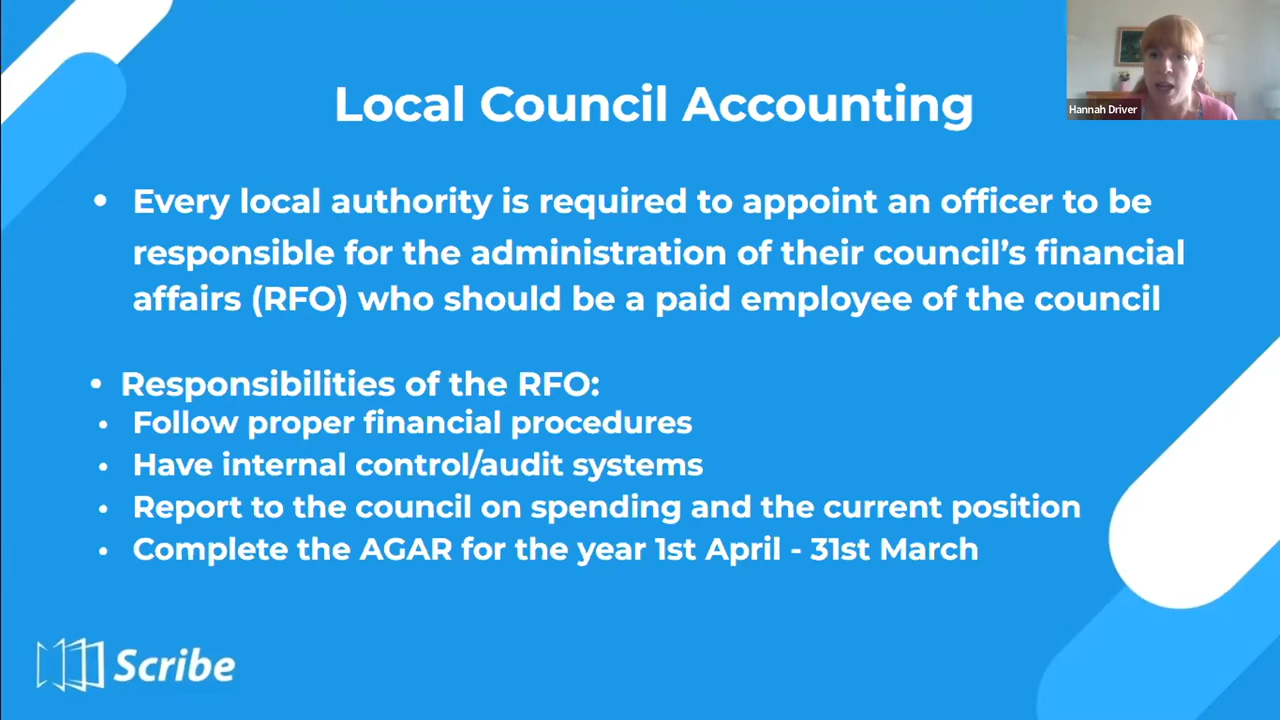 Local Council Accounting
Hannah Driver
• Every local authority is required to appoint an officer to be
responsible for the administration of their council's financial
affairs (RFO) who should be a paid employee of the council
• Responsibilities of the RFO:
• Follow proper financial procedures
• Have internal control/audit systems
• Report to the council on spending and the current position
• Complete the AGAR for the year 1st April - 31st March
Scribe